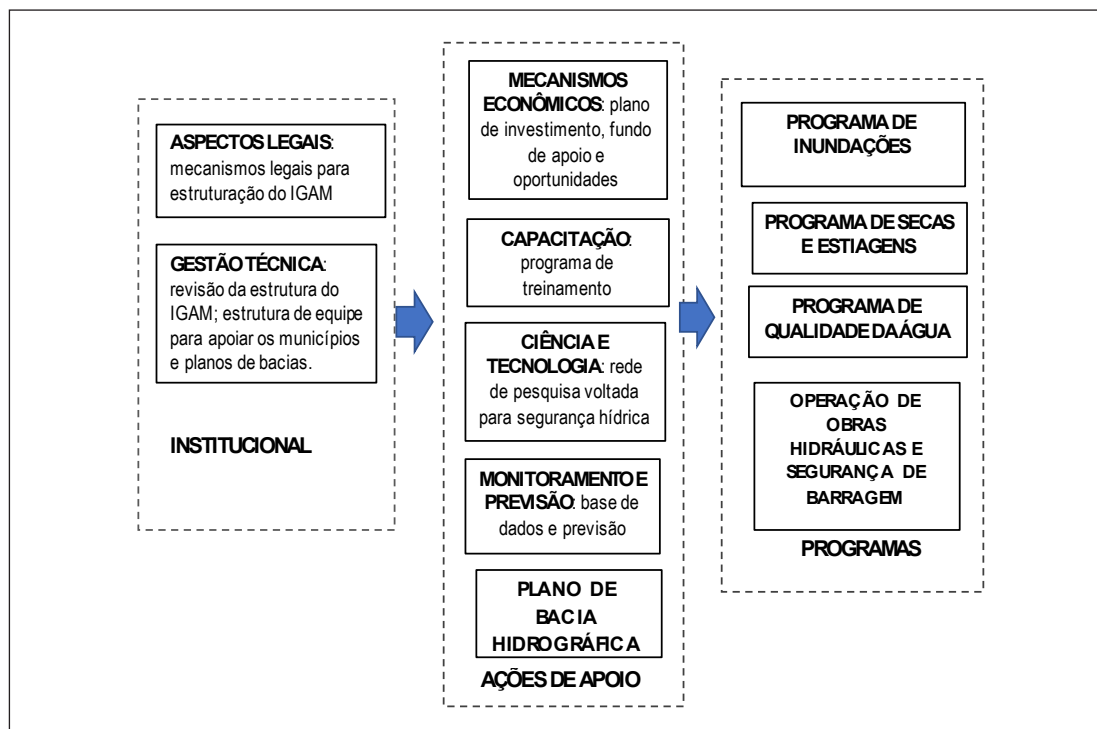 ASPECTOS LEGAIS:
mecanismos legais para
estruturação do IGAM
GESTÃO TÉCNICA:
revisão da estrutura do
IGAM; estrutura de equipe
para apoiar os municípios
e planos de bacias.
INSTITUCIONAL
MECANISMOS
ECONÔMICOS: plano
de investimento, fundo
de apoio e
oportunidades
CAPACITAÇÃO:
programa de
treinamento
CIÊNCIA E
TECNOLOGIA: rede
de pesquisa voltada
para segurança hídrica
MONITORAMENTO E
PREVISÃO: base de
dados e previsão
PLANO DE
BACIA
HIDROGRÁFICA
AÇÕES DE APOIO
PROGRAMA DE
INUNDAÇÕES
PROGRAMA DE SECAS
E ESTIAGENS
PROGRAMA DE
QUALIDADE DA ÁGUA
OPERAÇÃO DE
OBRAS
HIDRÁULICAS E
SEGURANÇA DE
BARRAGEM
PROGRAMAS